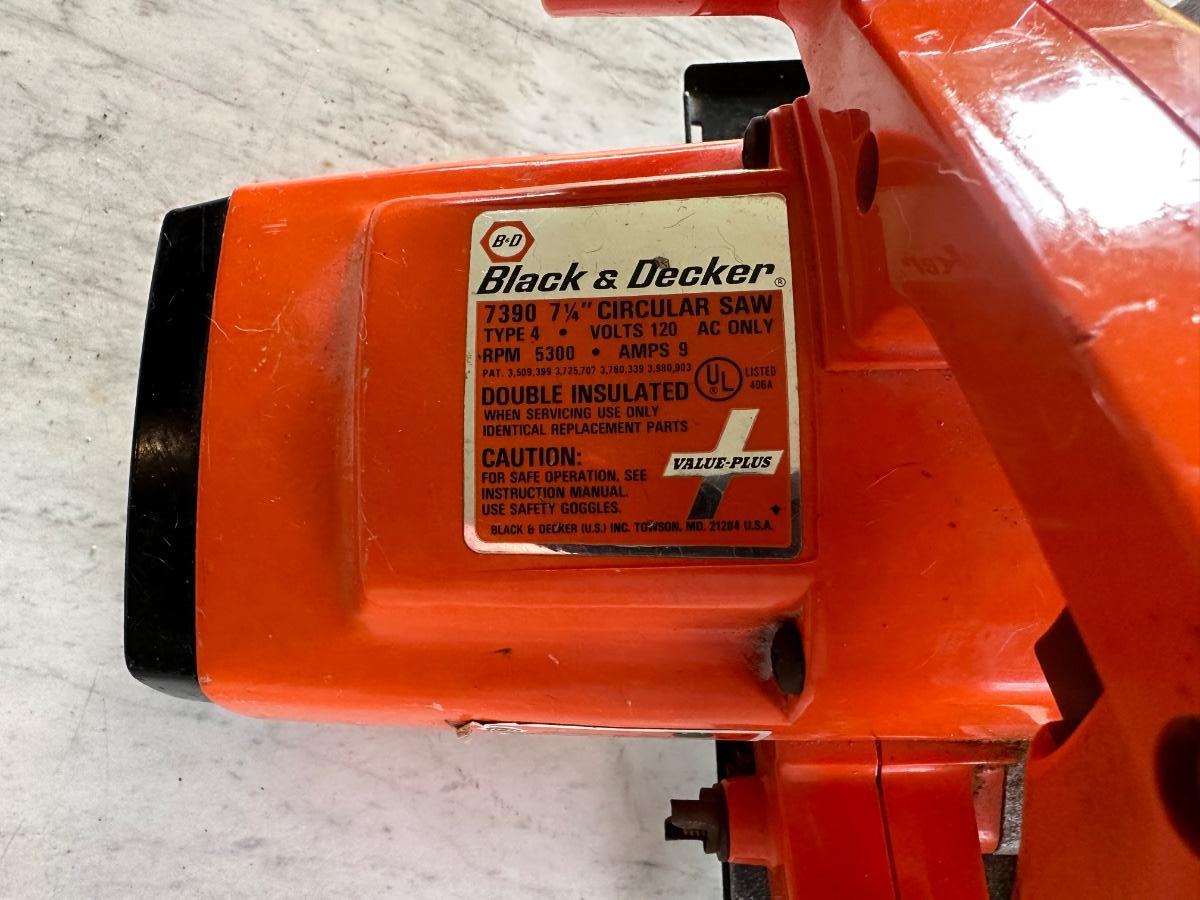 B&D
Black & Decker®
7390 7¼" CIRCULAR SAW
TYPE 4 • VOLTS 120 AC ONLY
RPM 5300 • AMPS 9
PAT. 3,509,399 3,725,707 3,780,339 3,980,903
UL® LISTED
406A
DOUBLE INSULATED
WHEN SERVICING USE ONLY
IDENTICAL REPLACEMENT PARTS
CAUTION:
FOR SAFE OPERATION, SEE
INSTRUCTION MANUAL.
USE SAFETY GOGGLES.
VALUE-PLUS
BLACK & DECKER (U.S.) INC. TOWSON, MD. 21204 U.S.A.